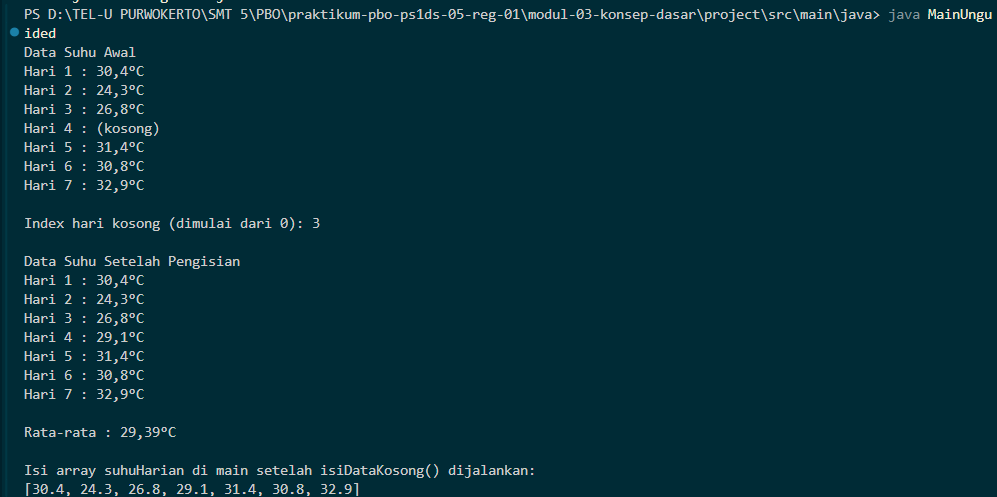 PS D:\TEL-U PURWOKERTO\SMT 5\PBO\praktikum-pbo-ps1ds-05-reg-01\modul-03-konsep-dasar\project\src\main\java> java MainUngu
ided
Data Suhu Awal
Hari 1 : 30,4°C
Hari 2 : 24,3°C
Hari 3 : 26,8°C
Hari 4 : (kosong)
Hari 5 : 31,4°C
Hari 6 : 30,8°C
Hari 7 : 32,9°C
Index hari kosong (dimulai dari 0): 3
Data Suhu Setelah Pengisian
Hari 1 : 30,4°C
Hari 2 : 24,3°C
Hari 3 : 26,8°C
Hari 4 : 29,1°C
Hari 5 : 31,4°C
Hari 6 : 30,8°C
Hari 7 : 32,9°C
Rata-rata : 29,39°C
Isi array suhuHarian di main setelah isiDataKosong() dijalankan:
[30.4, 24.3, 26.8, 29.1, 31.4, 30.8, 32.9]